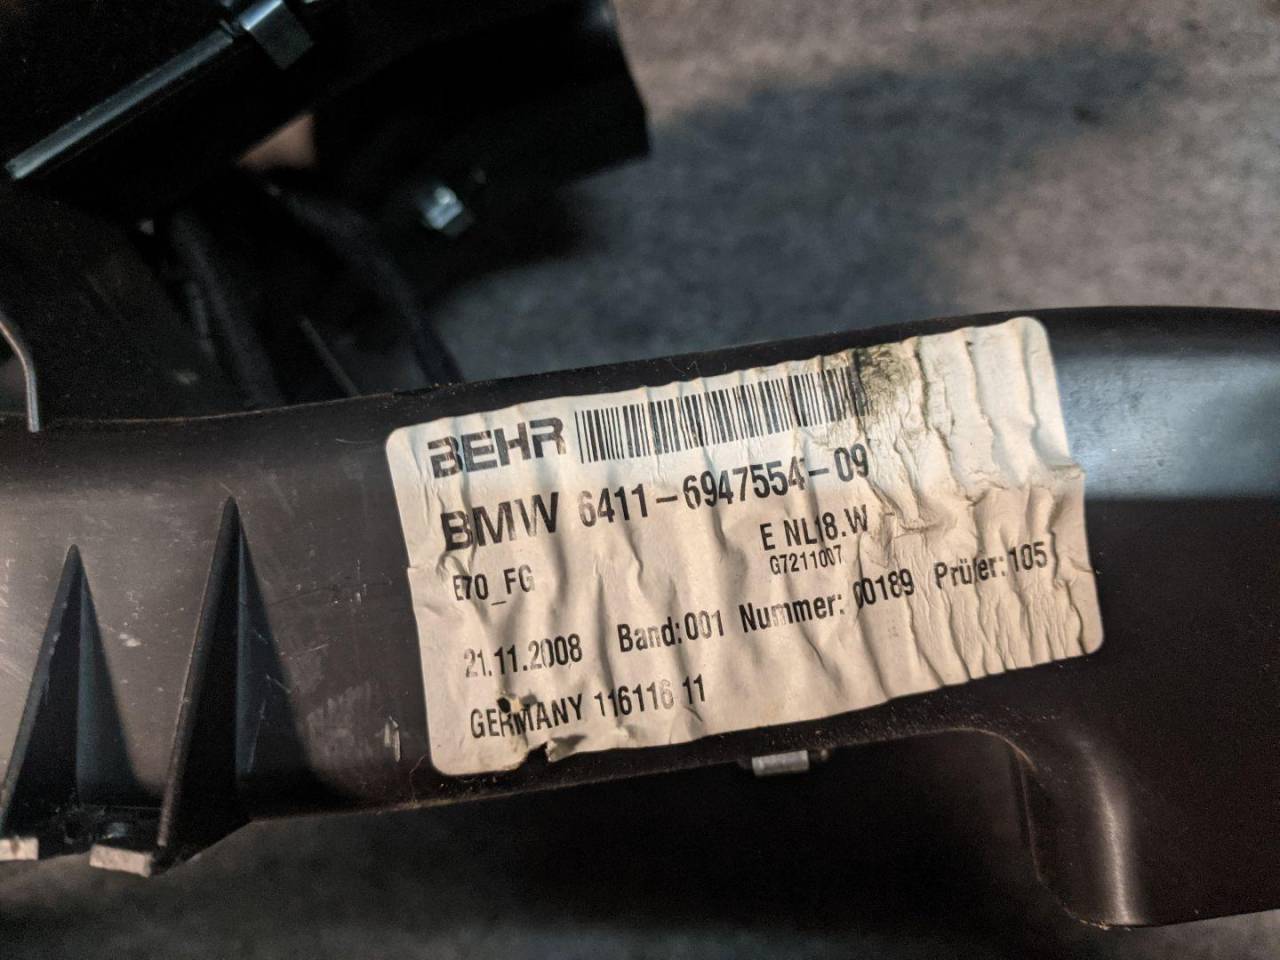 BEHR
BMW 6411-6947554-09
E NL18.W
E70_FG
G7211007
21.11.2008 Band:001 Nummer: 00189 Prüfer:105
GERMANY 116116 11